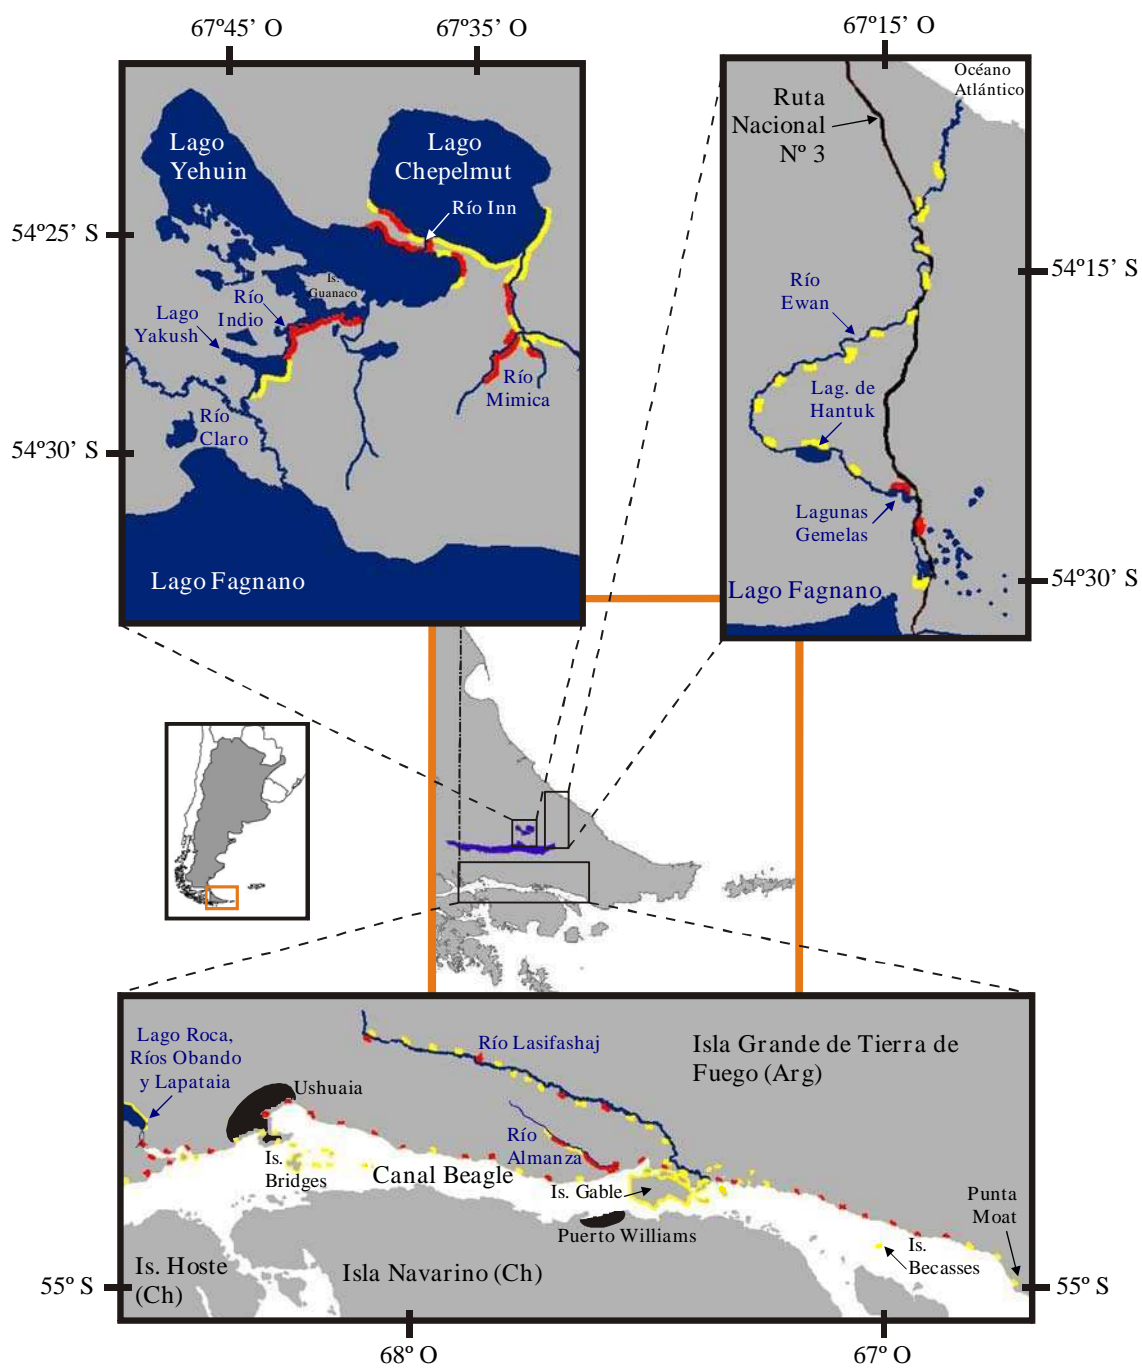 67º45’ O
67º35’ O
67º15’ O
Lago
Yehuin
Lago
Chepelmut
Río Inn
54º25’ S
Is.
Guanaco
Río
Indio
Lago
Yakush
Río
Mimica
Río
Claro
54º30’ S
Lago Fagnano
Océano
Atlántico
Ruta
Nacional
Nº 3
54º15’ S
Río
Ewan
Lag. de
Hantuk
Lagunas
Gemelas
54º30’ S
Lago Fagnano
Lago Roca,
Ríos Obando
y Lapataia
Ushuaia
Río Lasifashaj
Isla Grande de Tierra de
Fuego (Arg)
Río
Almanza
Is.
Bridges
Canal Beagle
Is. Gable
Puerto Williams
Punta
Moat
Is.
Becasses
Is. Hoste
(Ch)
Isla Navarino (Ch)
55º S
55º S
68º O
67º O